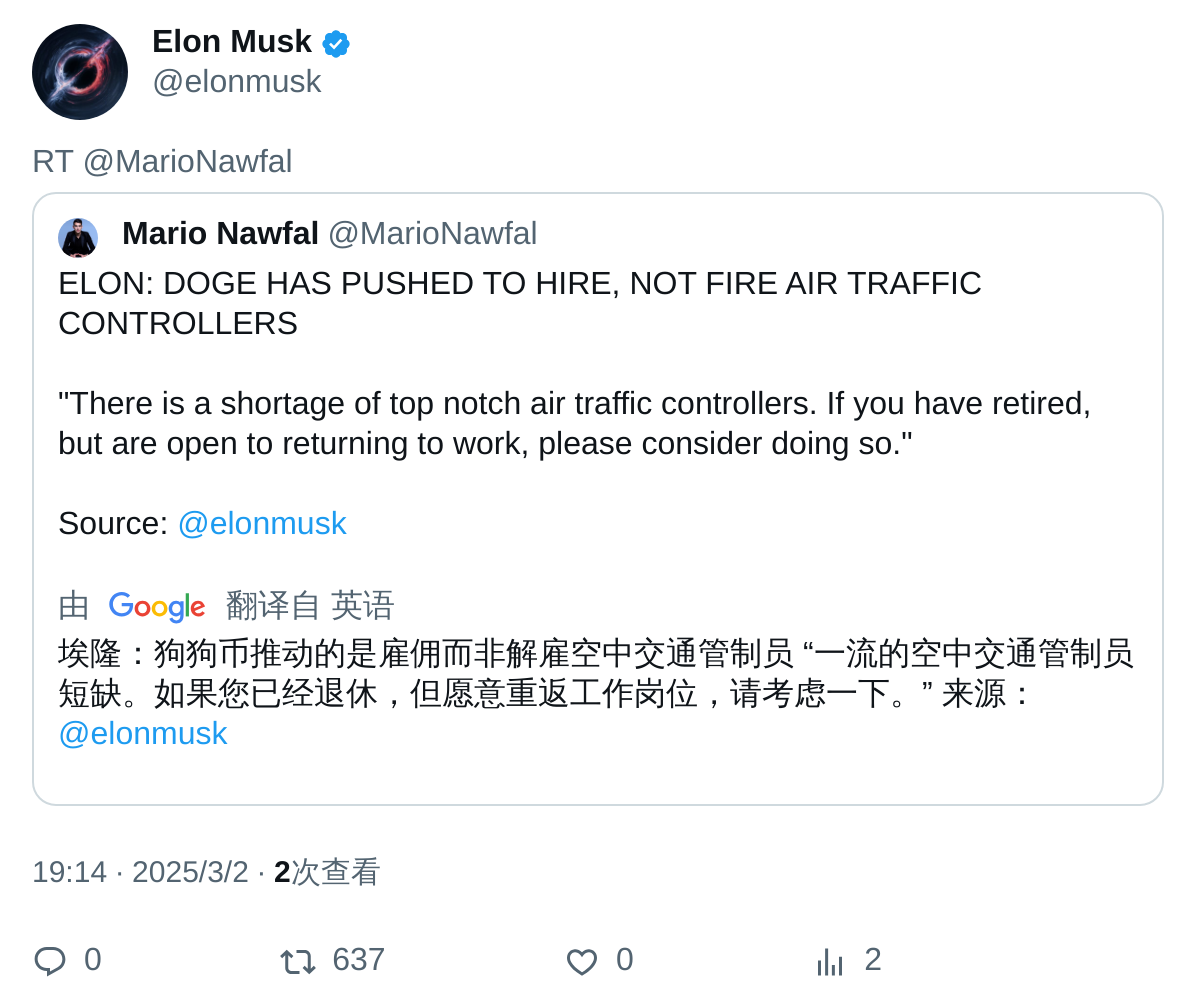 Elon Musk
@elonmusk
RT @MarioNawfal
Mario Nawfal @MarioNawfal
ELON: DOGE HAS PUSHED TO HIRE, NOT FIRE AIR TRAFFIC
CONTROLLERS
"There is a shortage of top notch air traffic controllers. If you have retired,
but are open to returning to work, please consider doing so."
Source: @elonmusk
由 Google 翻译自 英语
埃隆：狗狗币推动的是雇佣而非解雇空中交通管制员 “一流的空中交通管制员
短缺。如果您已经退休，但愿意重返工作岗位，请考虑一下。” 来源：
@elonmusk
19:14 · 2025/3/2 · 2次查看
0 637 0 2